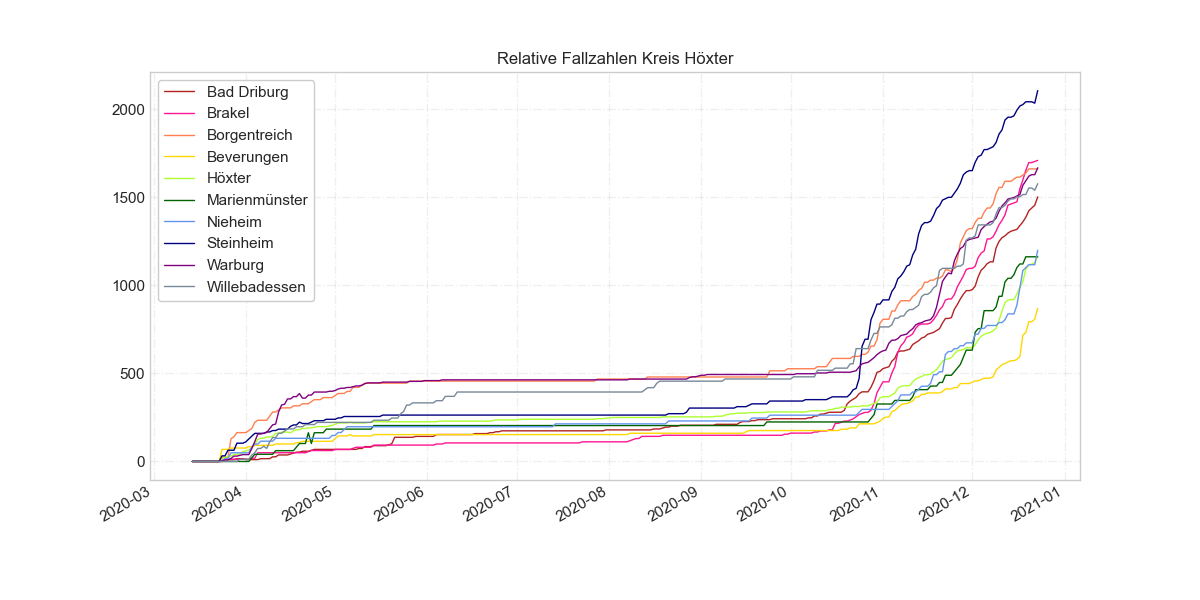 Relative Fallzahlen Kreis Höxter
Bad Driburg
Brakel
Borgentreich
Beverungen
Höxter
Marienmünster
Nieheim
Steinheim
Warburg
Willebadessen
2000
1500
1000
500
0
2020-03
2020-04
2020-05
2020-06
2020-07
2020-08
2020-09
2020-10
2020-11
2020-12
2021-01